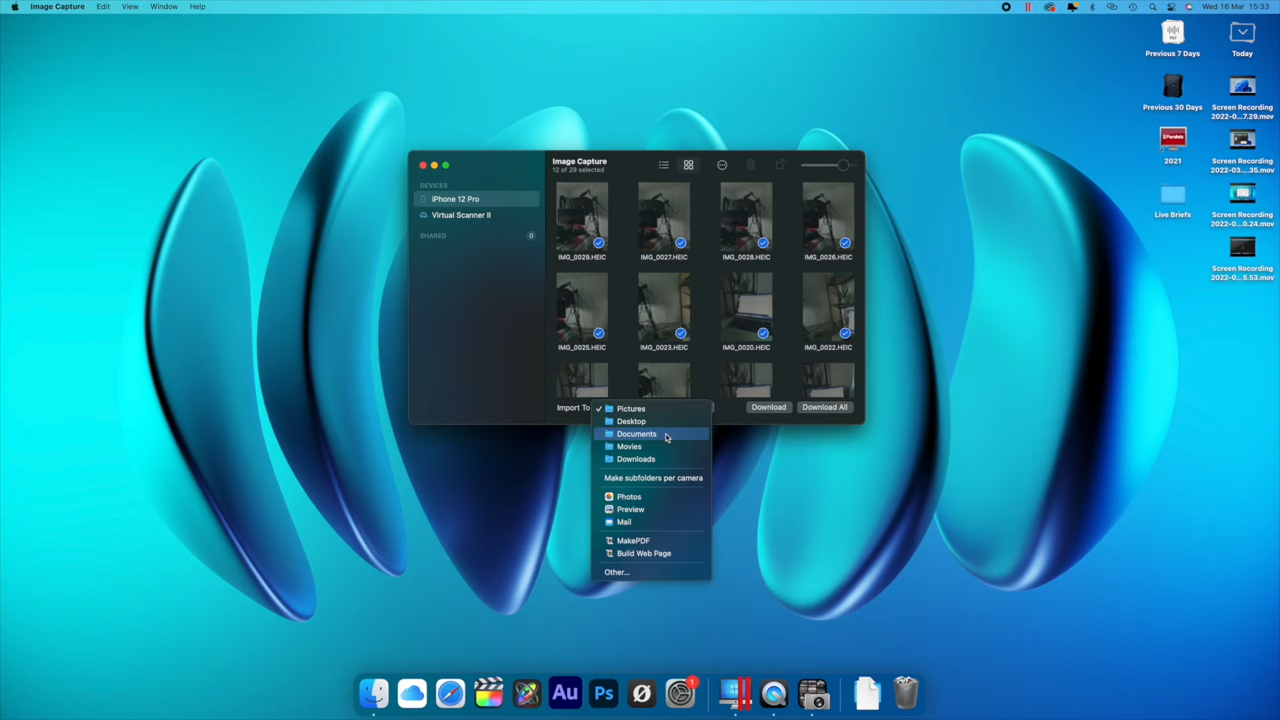 Image Capture Edit View Window Help
Wed 16 Mar 15:33
Previous 7 Days
Today
Previous 30 Days
Screen Recording
2022-0...7.29.mov
2021
Screen Recording
2022-03....35.mov
Live Briefs
Screen Recording
2022-0...0.24.mov
Screen Recording
2022-0...5.53.mov
Image Capture
12 of 29 selected
DEVICES
iPhone 12 Pro
Virtual Scanner II
SHARED 0
IMG_0029.HEIC IMG_0027.HEIC IMG_0028.HEIC IMG_0026.HEIC
IMG_0025.HEIC IMG_0023.HEIC IMG_0020.HEIC IMG_0022.HEIC
Import To
Download Download All
Pictures
Desktop
Documents
Movies
Downloads
Make subfolders per camera
Photos
Preview
Mail
MakePDF
Build Web Page
Other...
Au Ps 1